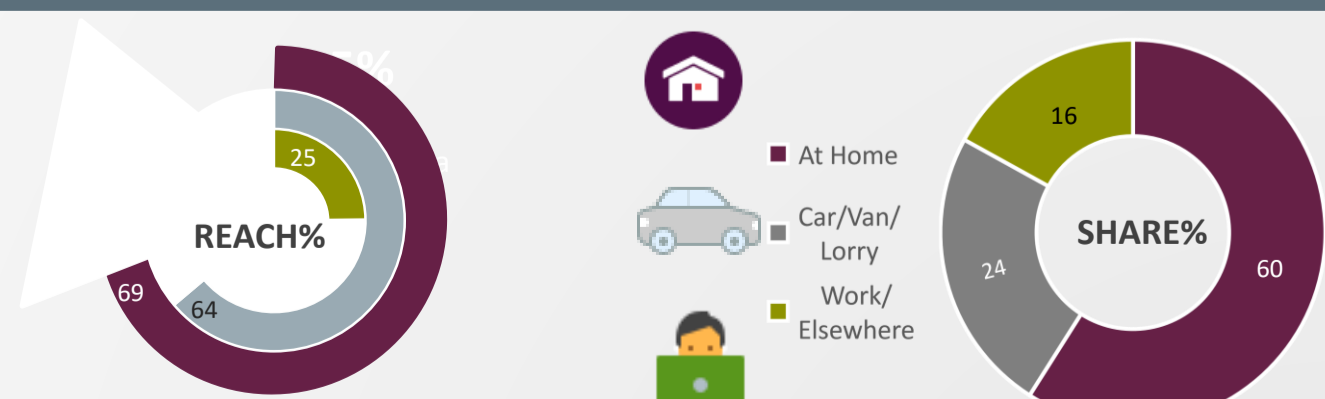 25
REACH%
69
64
At Home
Car/Van/
Lorry
Work/
Elsewhere
16
SHARE%
24
60